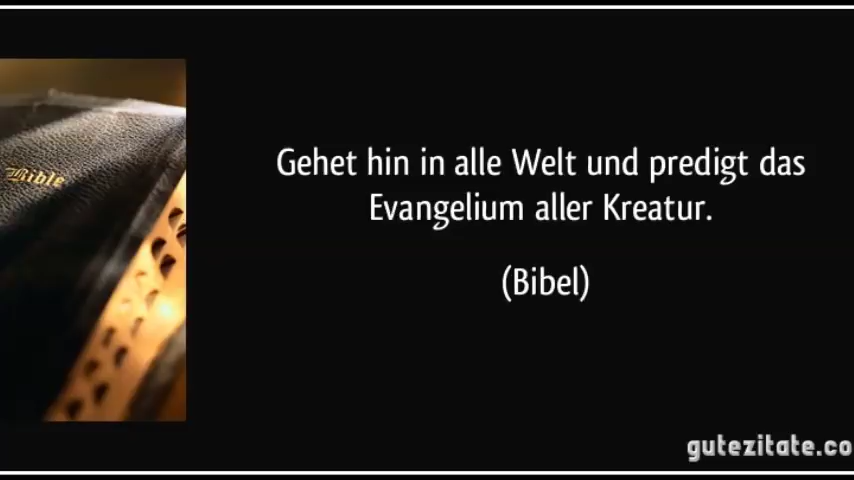 Bible
Gehet hin in alle Welt und predigt das
Evangelium aller Kreatur.
(Bibel)
gutezitate.co